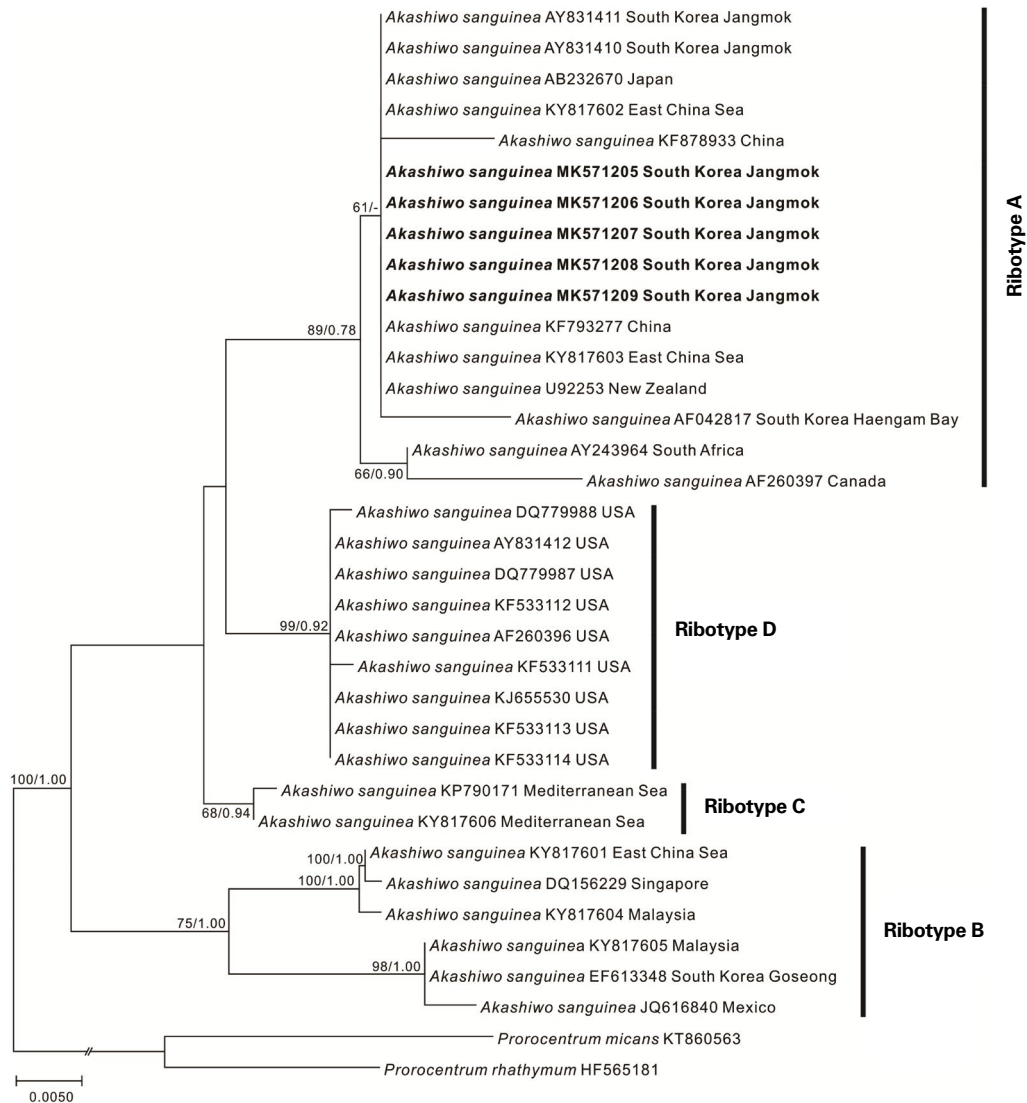 Akashiwo sanguinea AY831411 South Korea Jangmok
Akashiwo sanguinea AY831410 South Korea Jangmok
Akashiwo sanguinea AB232670 Japan
Akashiwo sanguinea KY817602 East China Sea
Akashiwo sanguinea KF878933 China
Akashiwo sanguinea MK571205 South Korea Jangmok
61/-
Akashiwo sanguinea MK571206 South Korea Jangmok
Akashiwo sanguinea MK571207 South Korea Jangmok
Akashiwo sanguinea MK571208 South Korea Jangmok
Akashiwo sanguinea MK571209 South Korea Jangmok
Ribotype A
89/0.78
Akashiwo sanguinea KF793277 China
Akashiwo sanguinea KY817603 East China Sea
Akashiwo sanguinea U92253 New Zealand
Akashiwo sanguinea AF042817 South Korea Haengam Bay
Akashiwo sanguinea AY243964 South Africa
66/0.90
Akashiwo sanguinea AF260397 Canada
Akashiwo sanguinea DQ779988 USA
Akashiwo sanguinea AY831412 USA
Akashiwo sanguinea DQ779987 USA
Akashiwo sanguinea KF533112 USA
99/0.92
Akashiwo sanguinea AF260396 USA
Ribotype D
Akashiwo sanguinea KF533111 USA
Akashiwo sanguinea KJ655530 USA
Akashiwo sanguinea KF533113 USA
Akashiwo sanguinea KF533114 USA
100/1.00
Akashiwo sanguinea KP790171 Mediterranean Sea
68/0.94
Akashiwo sanguinea KY817606 Mediterranean Sea
Ribotype C
100/1.00
Akashiwo sanguinea KY817601 East China Sea
100/1.00
Akashiwo sanguinea DQ156229 Singapore
Akashiwo sanguinea KY817604 Malaysia
75/1.00
Ribotype B
Akashiwo sanguinea KY817605 Malaysia
98/1.00
Akashiwo sanguinea EF613348 South Korea Goseong
Akashiwo sanguinea JQ616840 Mexico
Prorocentrum micans KT860563
Prorocentrum rhathymum HF565181
0.0050